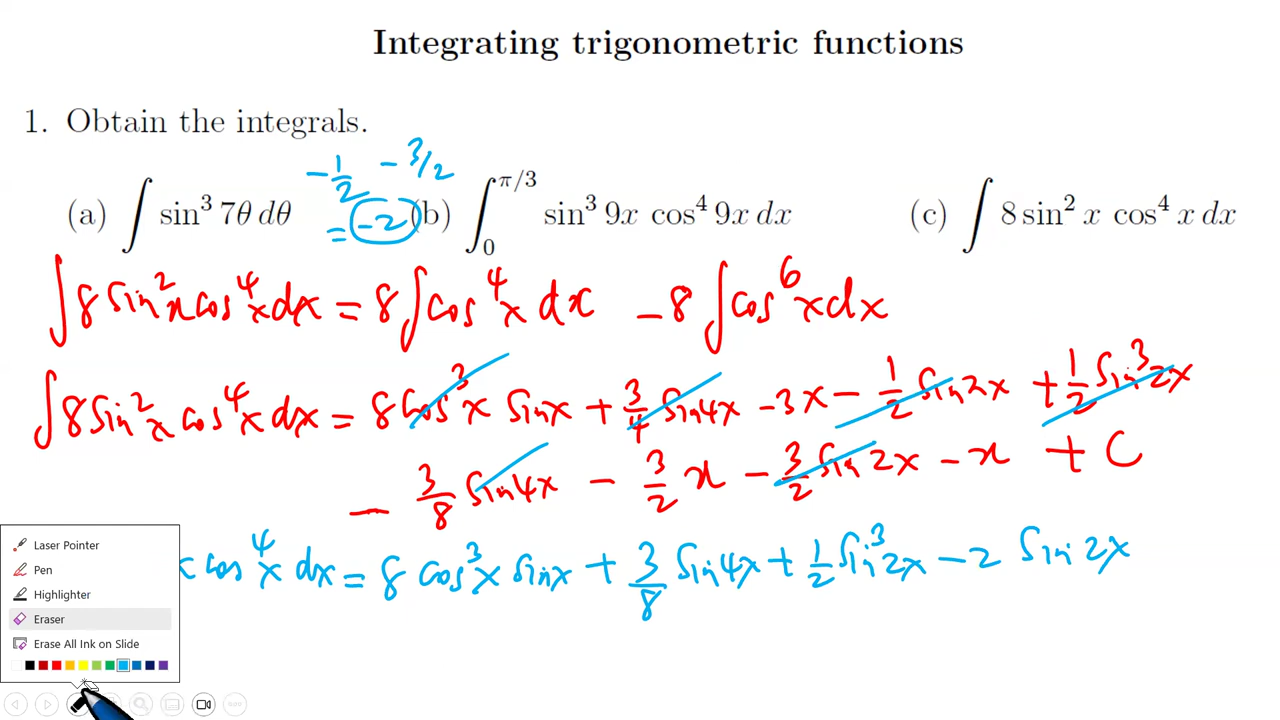 Integrating trigonometric functions
1. Obtain the integrals.
-1/2 - 3/2
= -2
(a) ∫ sin³ 7θ dθ (b) ∫₀^{π/3} sin³ 9x cos⁴ 9x dx (c) ∫ 8 sin² x cos⁴ x dx
∫ 8 sin²x cos⁴x dx = 8 ∫ cos⁴x dx - 8 ∫ cos⁶x dx
∫ 8 sin²x cos⁴x dx = 8 cos³x sinx + 3/4 sin4x - 3x - 1/2 sin2x + 1/2 sin³2x
- 3/8 sin4x - 3/2 x - 3/2 sin2x - x + C
x cos⁴x dx = 8 cos³x sinx + 3/8 sin4x + 1/2 sin³2x - 2 sin2x
Laser Pointer
Pen
Highlighter
Eraser
Erase All Ink on Slide